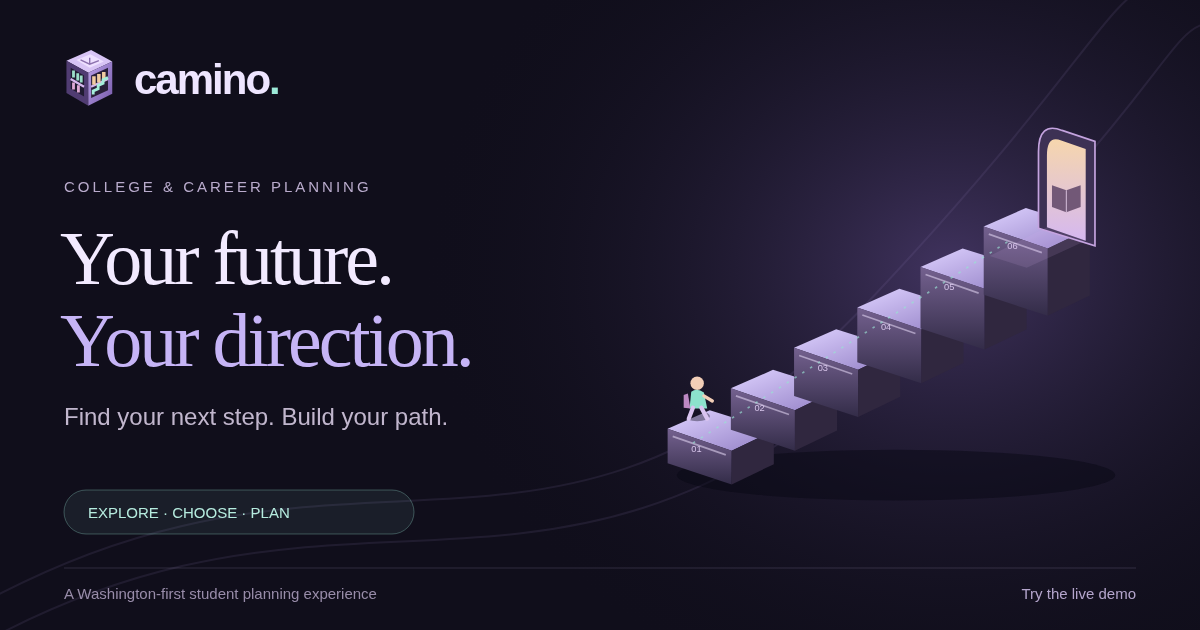 camino.
COLLEGE & CAREER PLANNING
Your future.
Your direction.
Find your next step. Build your path.
EXPLORE · CHOOSE · PLAN
01
02
03
04
05
06
A Washington-first student planning experience
Try the live demo